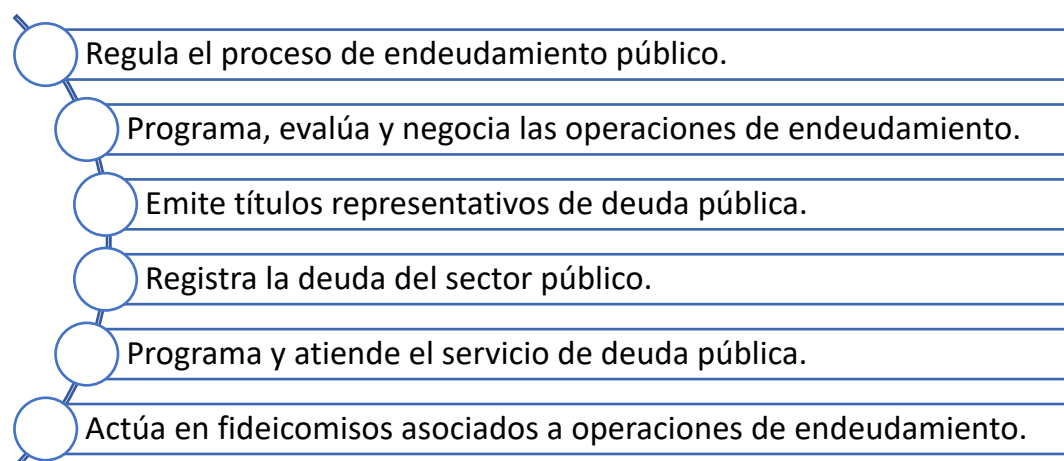 Regula el proceso de endeudamiento público.
Programa, evalúa y negocia las operaciones de endeudamiento.
Emite títulos representativos de deuda pública.
Registra la deuda del sector público.
Programa y atiende el servicio de deuda pública.
Actúa en fideicomisos asociados a operaciones de endeudamiento.